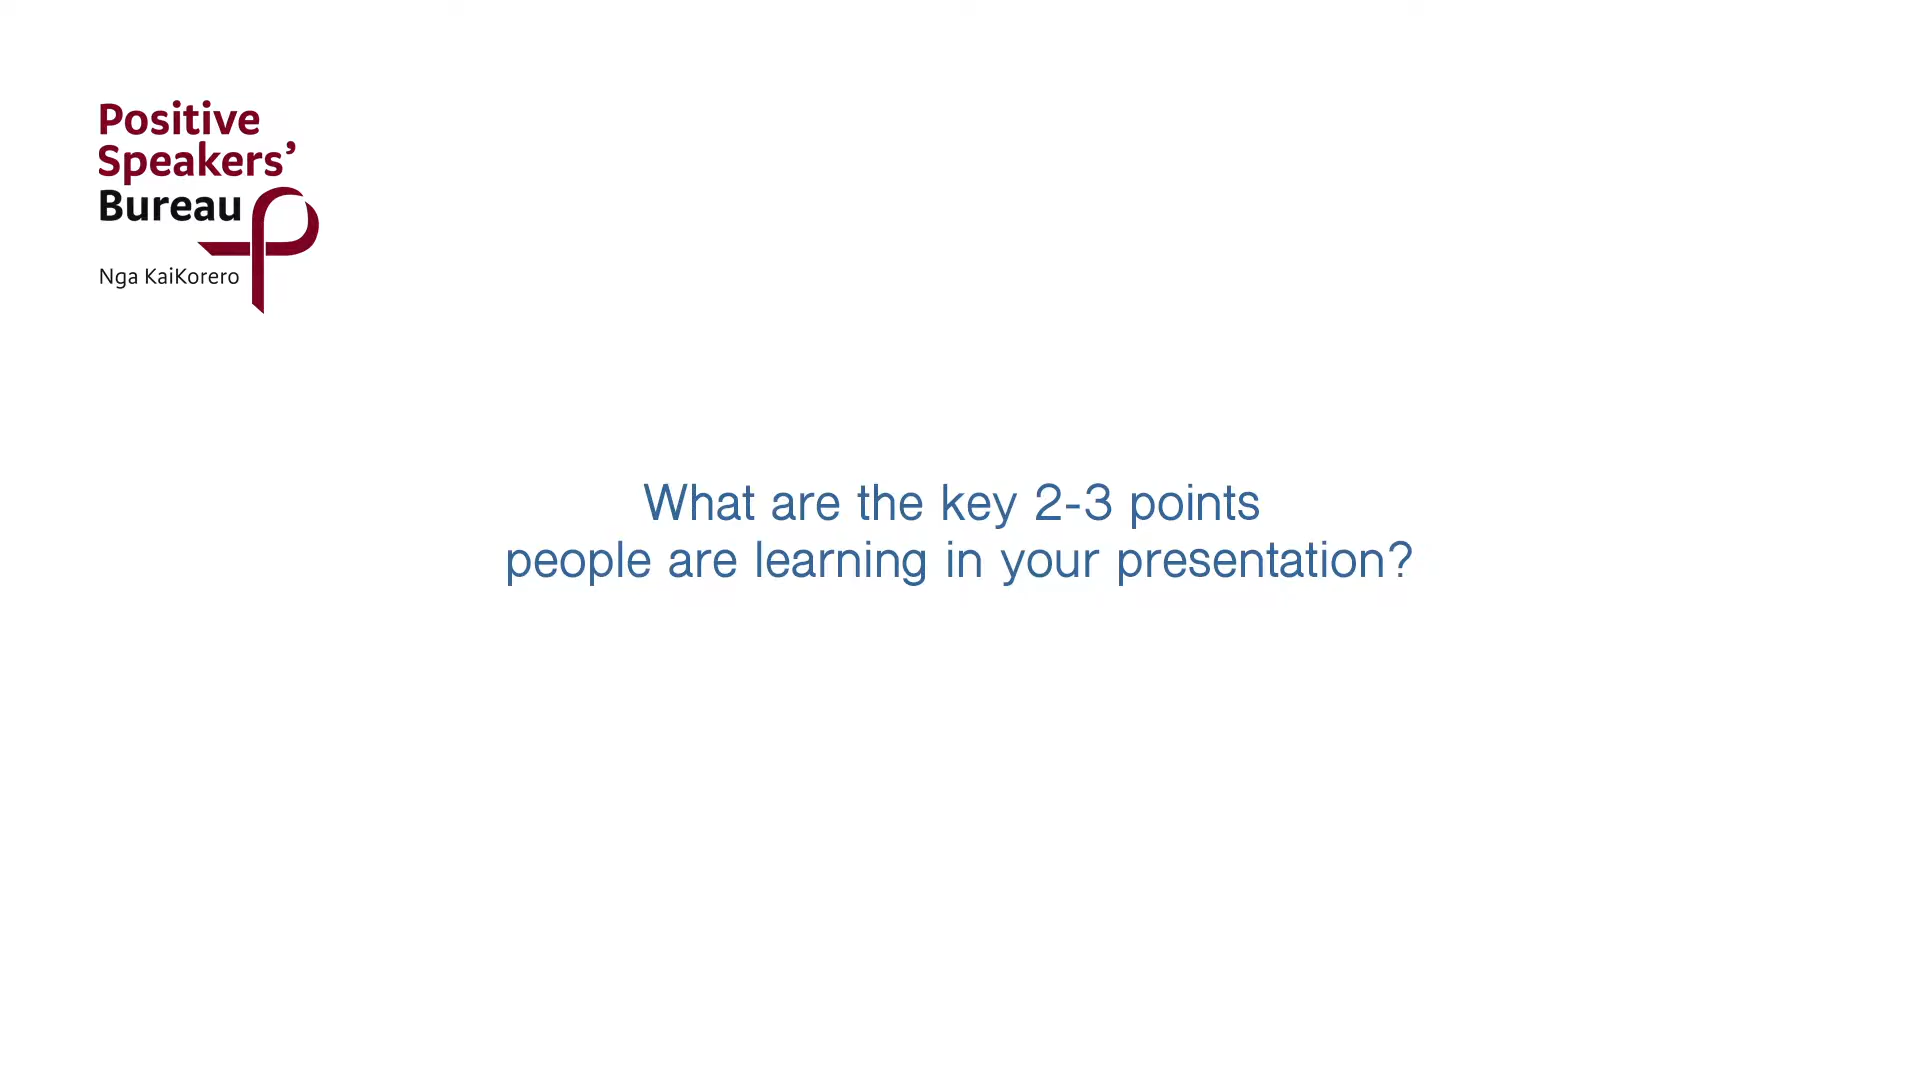 Positive
Speakers’
Bureau
Nga KaiKorero
What are the key 2-3 points
people are learning in your presentation?